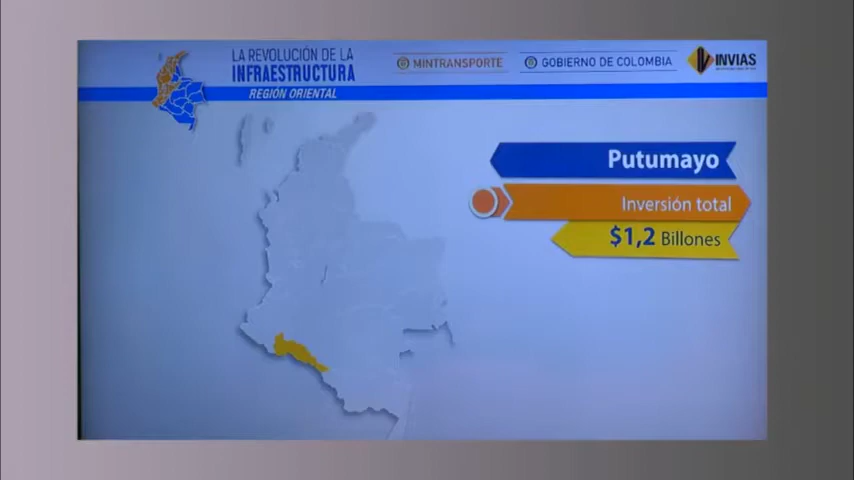 LA REVOLUCIÓN DE LA
INFRAESTRUCTURA
REGIÓN ORIENTAL
MINTRANSPORTE
GOBIERNO DE COLOMBIA
INVIAS
Putumayo
Inversión total
$1,2 Billones